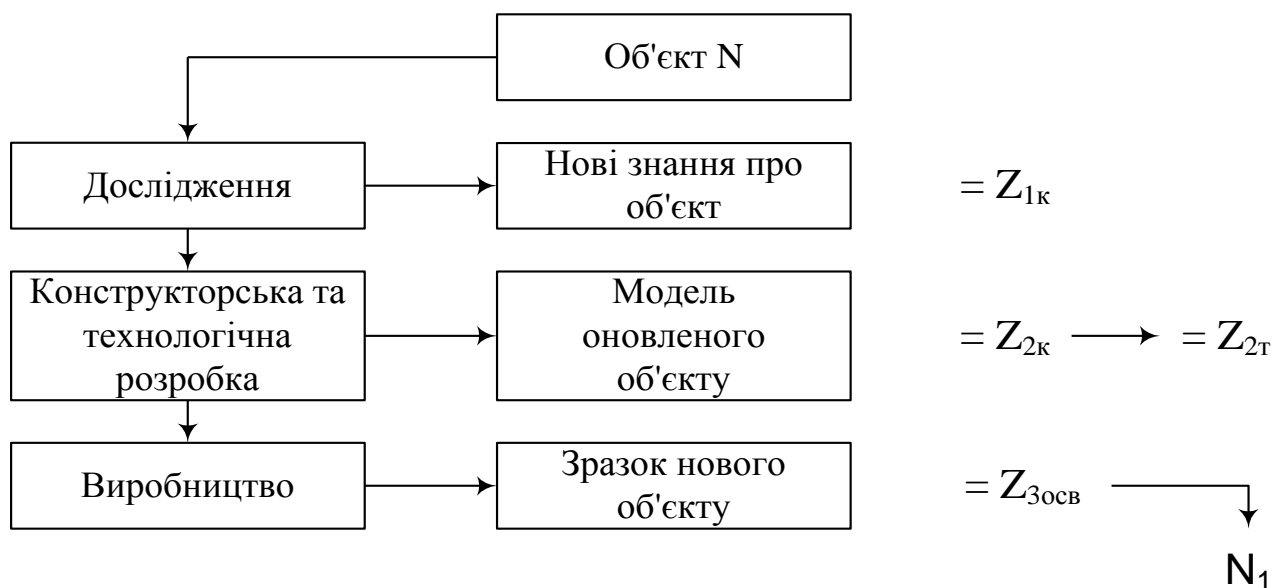 Об'єкт N
Дослідження
Нові знання про
об'єкт
= Z1к
Конструкторська та
технологічна
розробка
Модель
оновленого
об'єкту
= Z2к
= Z2т
Виробництво
Зразок нового
об'єкту
= Z3осв
N1